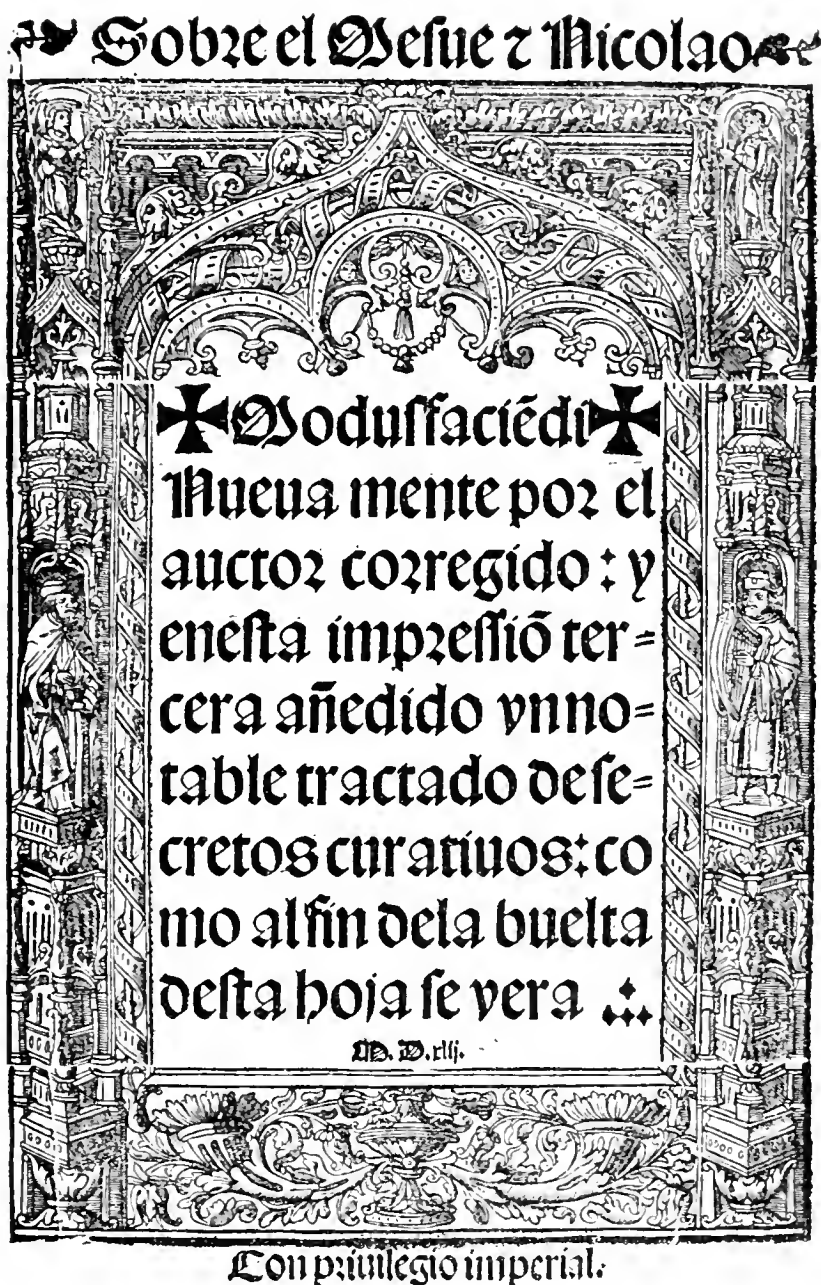 Sobre el Mesue ⁊ Nicolao
✠Modus faciēdi✠
Nueua mente por el
auctor corregido: y
enesta impressiō ter=
cera añedido vn no=
table tractado de se=
cretos curatiuos: co
mo al fin dela buelta
desta hoja se vera
M. D. xlij.
Con priuilegio imperial.